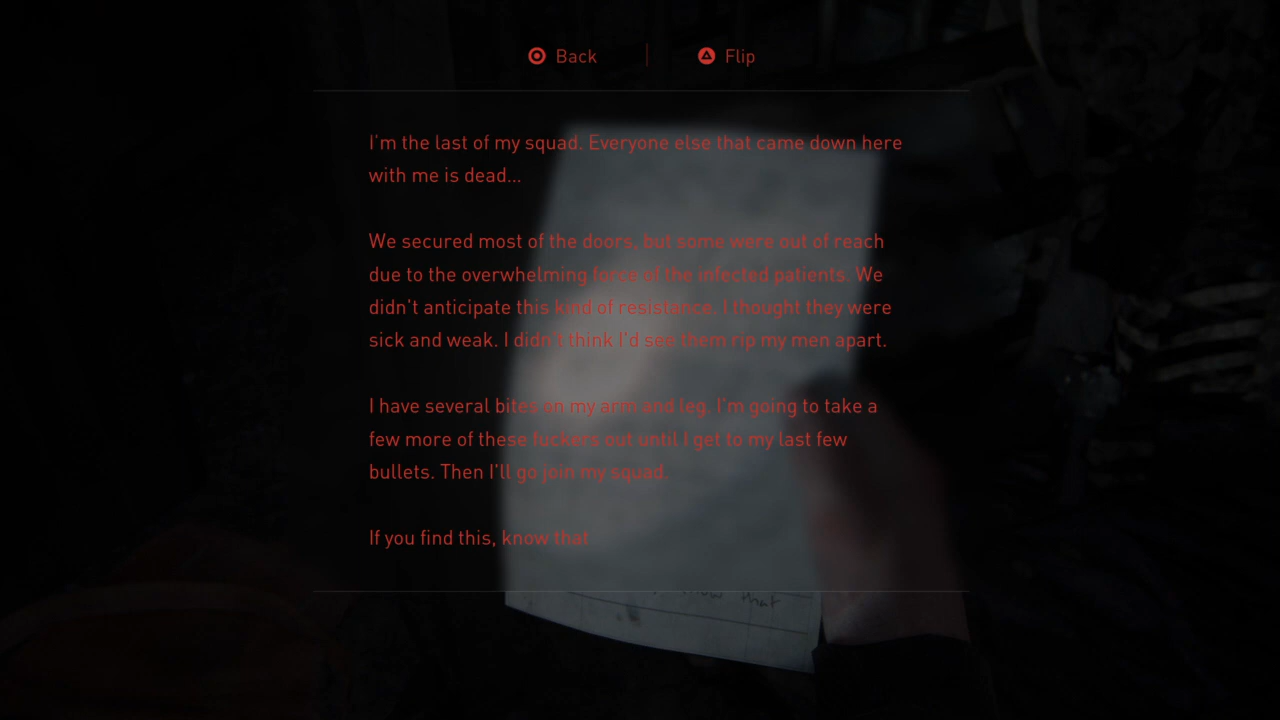 Back
Flip
I'm the last of my squad. Everyone else that came down here
with me is dead...
We secured most of the doors, but some were out of reach
due to the overwhelming force of the infected patients. We
didn't anticipate this kind of resistance. I thought they were
sick and weak. I didn't think I'd see them rip my men apart.
I have several bites on my arm and leg. I'm going to take a
few more of these fuckers out until I get to my last few
bullets. Then I'll go join my squad.
If you find this, know that
know that